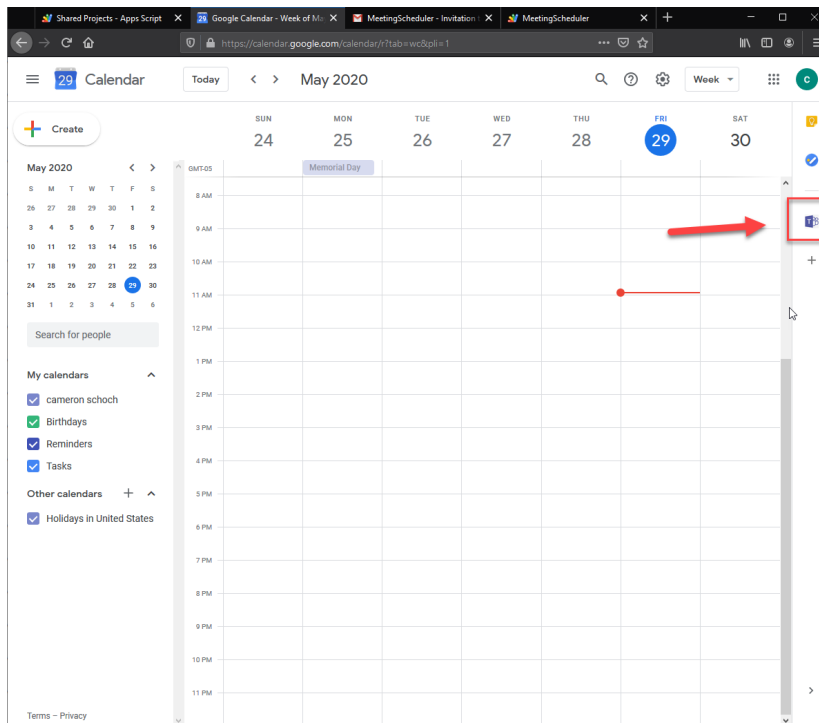 Shared Projects - Apps Script
Google Calendar - Week of Ma
MeetingScheduler - Invitation
MeetingScheduler
https://calendar.google.com/calendar/r?tab=wc&pli=1
29 Calendar Today May 2020 Week c
Create
May 2020
S M T W T F S
26 27 28 29 30 1 2
3 4 5 6 7 8 9
10 11 12 13 14 15 16
17 18 19 20 21 22 23
24 25 26 27 28 29 30
31 1 2 3 4 5 6
Search for people
My calendars
cameron schoch
Birthdays
Reminders
Tasks
Other calendars
Holidays in United States
Terms – Privacy
SUN MON TUE WED THU FRI SAT
24 25 26 27 28 29 30
GMT-05 Memorial Day
8 AM
9 AM
10 AM
11 AM
12 PM
1 PM
2 PM
3 PM
4 PM
5 PM
6 PM
7 PM
8 PM
9 PM
10 PM
11 PM